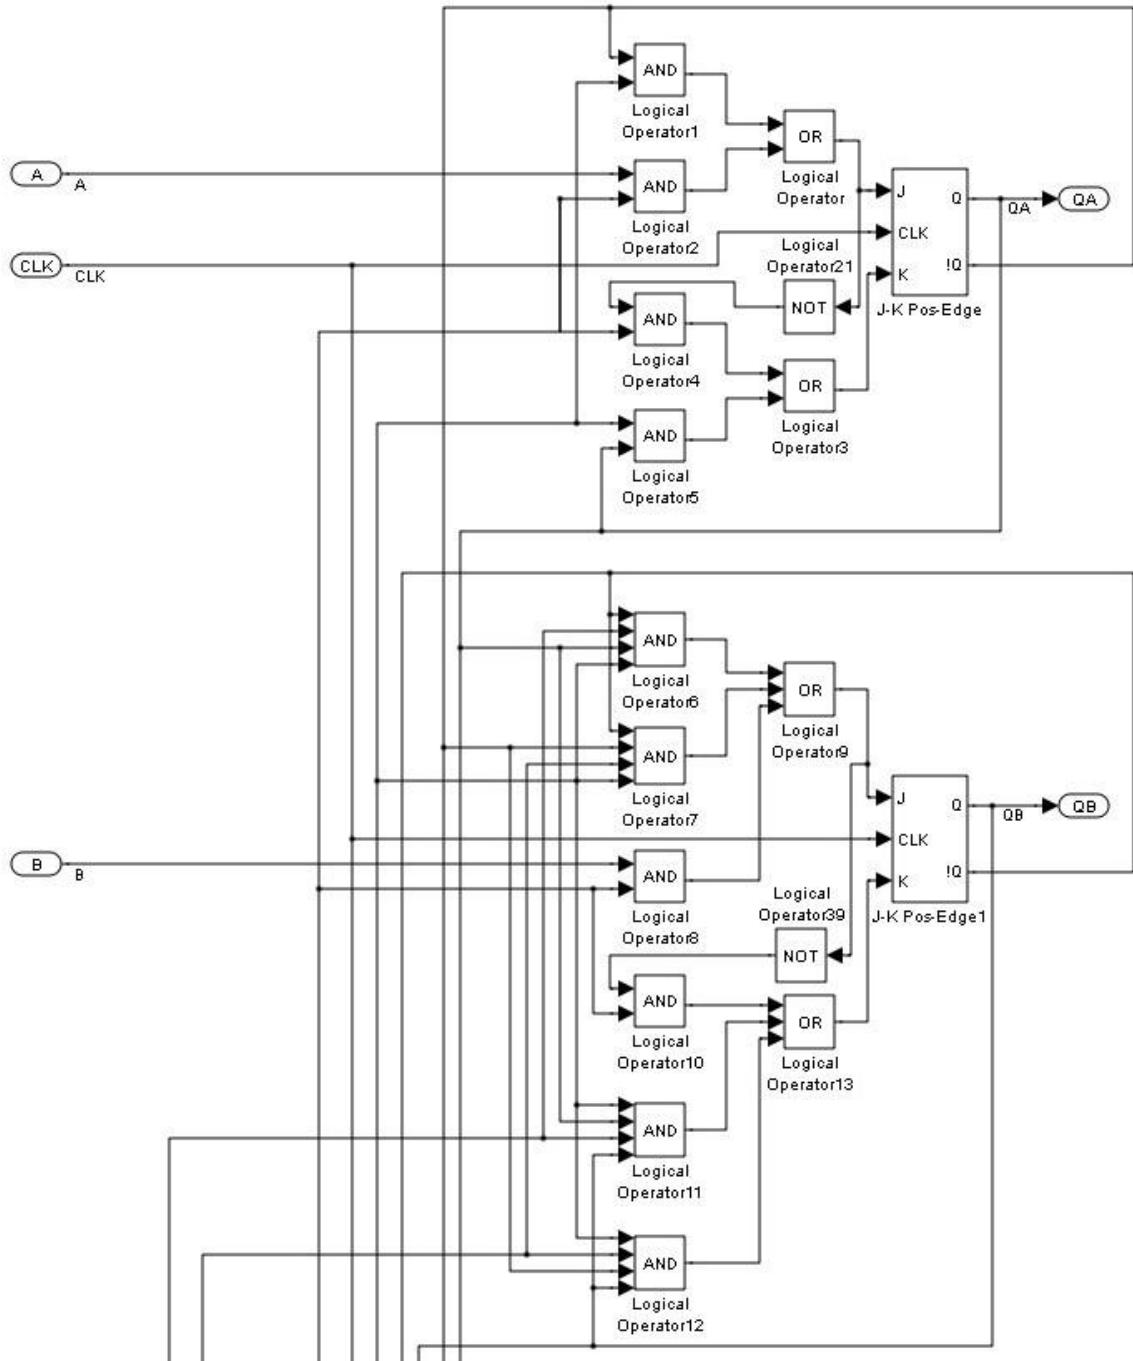 AND
Logical
Operator1
OR
Logical
Operator
A
A
AND
Logical
Operator2
J
Q
QA
QA
CLK
!Q
K
J-K Pos-Edge
CLK
CLK
Logical
Operator21
NOT
AND
Logical
Operator4
OR
Logical
Operator3
AND
Logical
Operator5
AND
Logical
Operator6
OR
Logical
Operator9
AND
Logical
Operator7
J
Q
QB
QB
CLK
!Q
K
J-K Pos-Edge1
B
B
AND
Logical
Operator8
Logical
Operator39
NOT
AND
Logical
Operator10
OR
Logical
Operator13
AND
Logical
Operator11
AND
Logical
Operator12